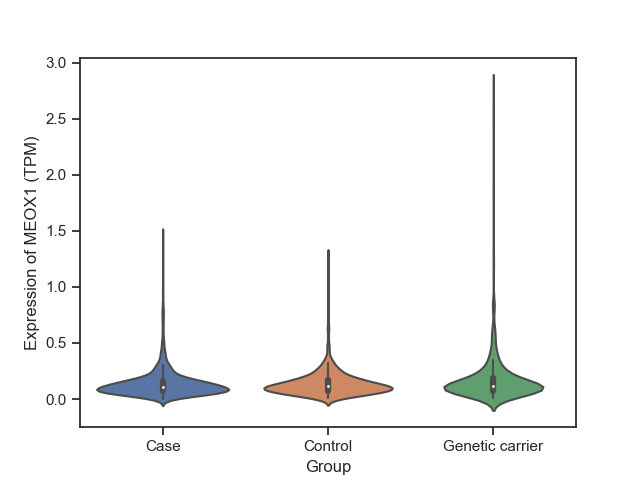 3.0
2.5
2.0
1.5
1.0
0.5
0.0
Expression of MEOX1 (TPM)
Case Control Genetic carrier
Group